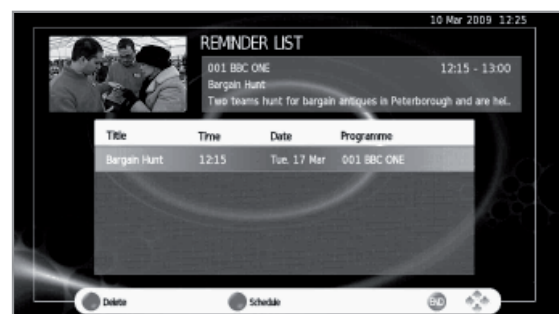 10 Mar 2009 12:25
REMINDER LIST
001 BBC ONE 12:15 - 13:00
Bargain Hunt
Two teams hunt for bargain antiques in Peterborough and are hel..
Title Time Date Programme
Bargain Hunt 12:15 Tue, 17 Mar 001 BBC ONE
Delete Schedule END